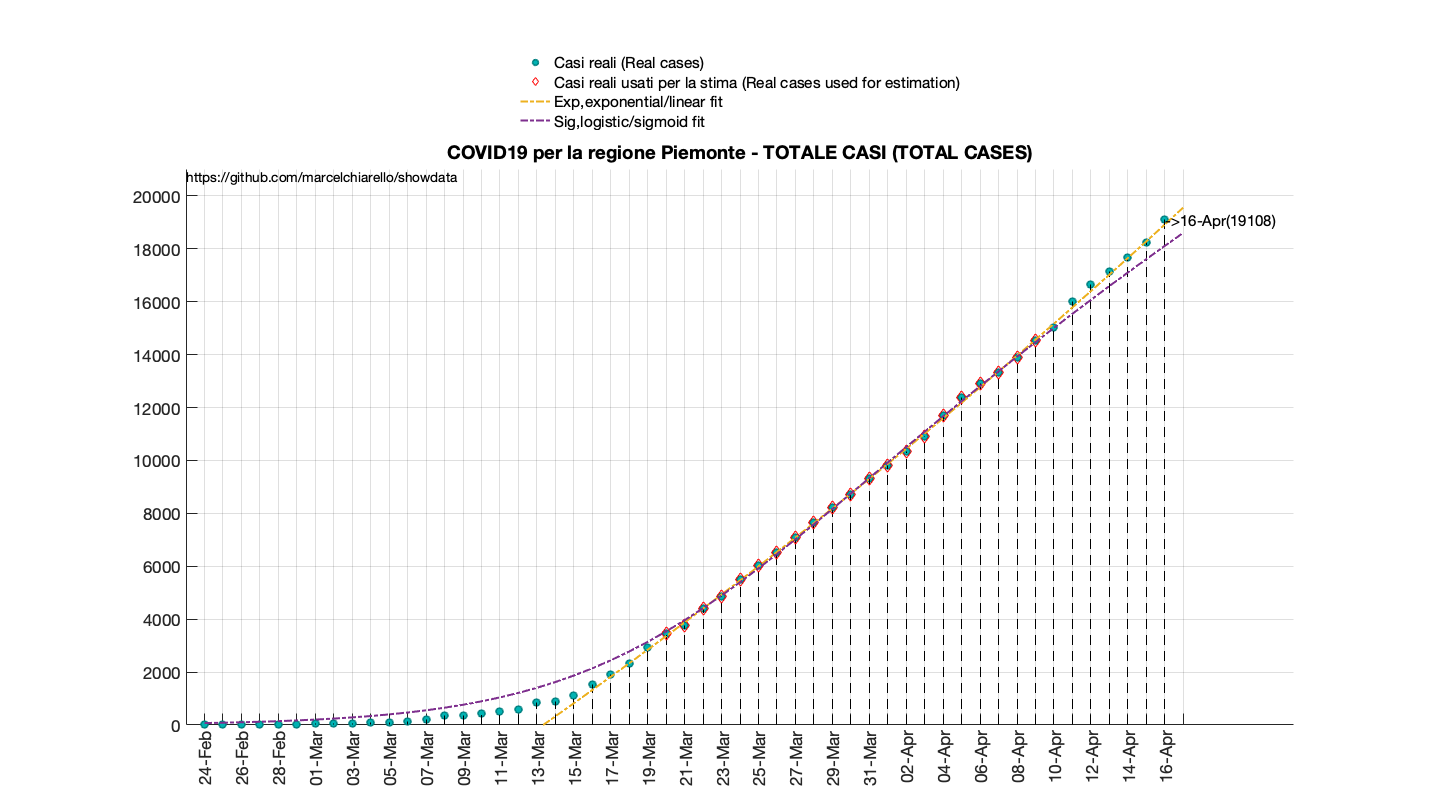 Casi reali (Real cases)
Casi reali usati per la stima (Real cases used for estimation)
Exp,exponential/linear fit
Sig,logistic/sigmoid fit
COVID19 per la regione Piemonte - TOTALE CASI (TOTAL CASES)
https://github.com/marcelchiarello/showdata
20000
->16-Apr(19108)
18000
16000
14000
12000
10000
8000
6000
4000
2000
0
24-Feb
26-Feb
28-Feb
01-Mar
03-Mar
05-Mar
07-Mar
09-Mar
11-Mar
13-Mar
15-Mar
17-Mar
19-Mar
21-Mar
23-Mar
25-Mar
27-Mar
29-Mar
31-Mar
02-Apr
04-Apr
06-Apr
08-Apr
10-Apr
12-Apr
14-Apr
16-Apr